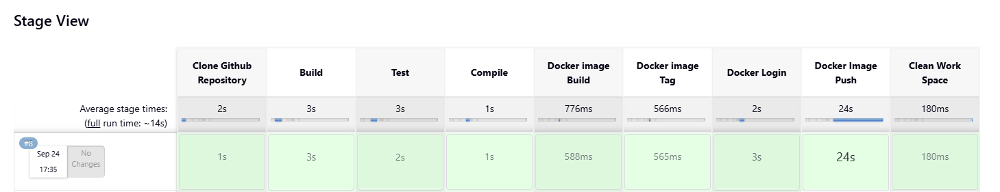 Stage View
Clone Github Repository
Build
Test
Compile
Docker image Build
Docker image Tag
Docker Login
Docker Image Push
Clean Work Space
Average stage times:
(full run time: ~14s)
2s
3s
3s
1s
776ms
566ms
2s
24s
180ms
#8
Sep 24
17:35
No
Changes
1s
3s
2s
1s
588ms
565ms
3s
24s
180ms